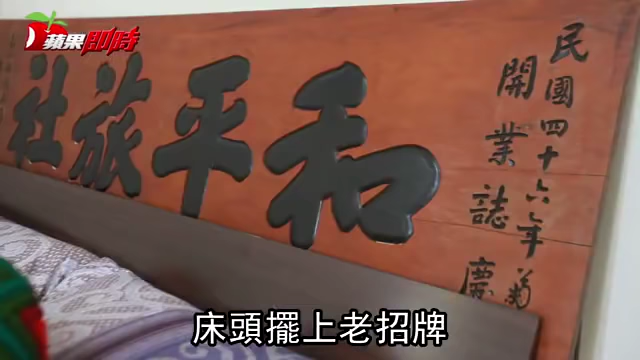 蘋果即時
和平旅社
民國四十六年菊
開業誌慶
床頭擺上老招牌